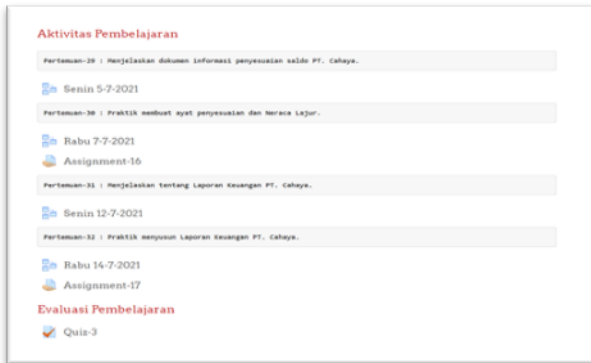 Aktivitas Pembelajaran
Pertemuan-29 : Menjelaskan dokumen informasi penyesuaian saldo PT. Cahaya.
Senin 5-7-2021
Pertemuan-30 : Praktik membuat ayat penyesuaian dan Neraca Lajur.
Rabu 7-7-2021
Assignment-16
Pertemuan-31 : Menjelaskan tentang Laporan Keuangan PT. Cahaya.
Senin 12-7-2021
Pertemuan-32 : Praktik menyusun Laporan Keuangan PT. Cahaya.
Rabu 14-7-2021
Assignment-17
Evaluasi Pembelajaran
Quiz-3